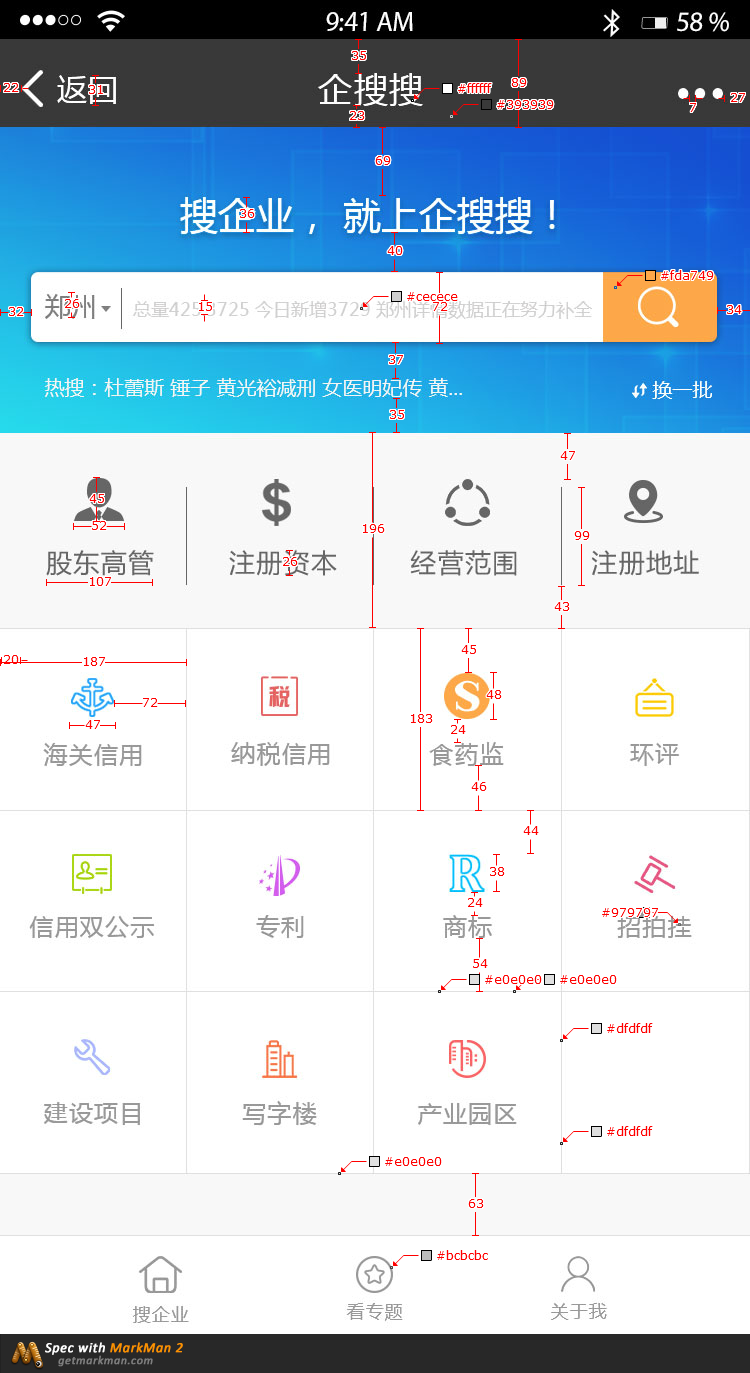 9:41 AM 58 %
35
22 返回 31 企搜搜 #ffffff 89 27
#393939 7
23
69
搜企业，就上企搜搜！
36
40
#fda749
32 郑州 26 总量425 3725 今日新增3729 郑州详情数据正在努力补全 15 #cecece 72 34
37
热搜：杜蕾斯 锤子 黄光裕减刑 女医明妃传 黄... 换一批
35
47
45
52 196 99
股东高管 注册资本 经营范围 注册地址
107 26
43
20 187 45
税 S 48
72 47 183 24
海关信用 纳税信用 食药监 环评
46
44
R 38
24 #979797
信用双公示 专利 商标 招拍挂
54
#e0e0e0 #e0e0e0
#dfdfdf
建设项目 写字楼 产业园区
#dfdfdf
#e0e0e0
63
#bcbcbc
搜企业 看专题 关于我
Spec with MarkMan 2
getmarkman.com